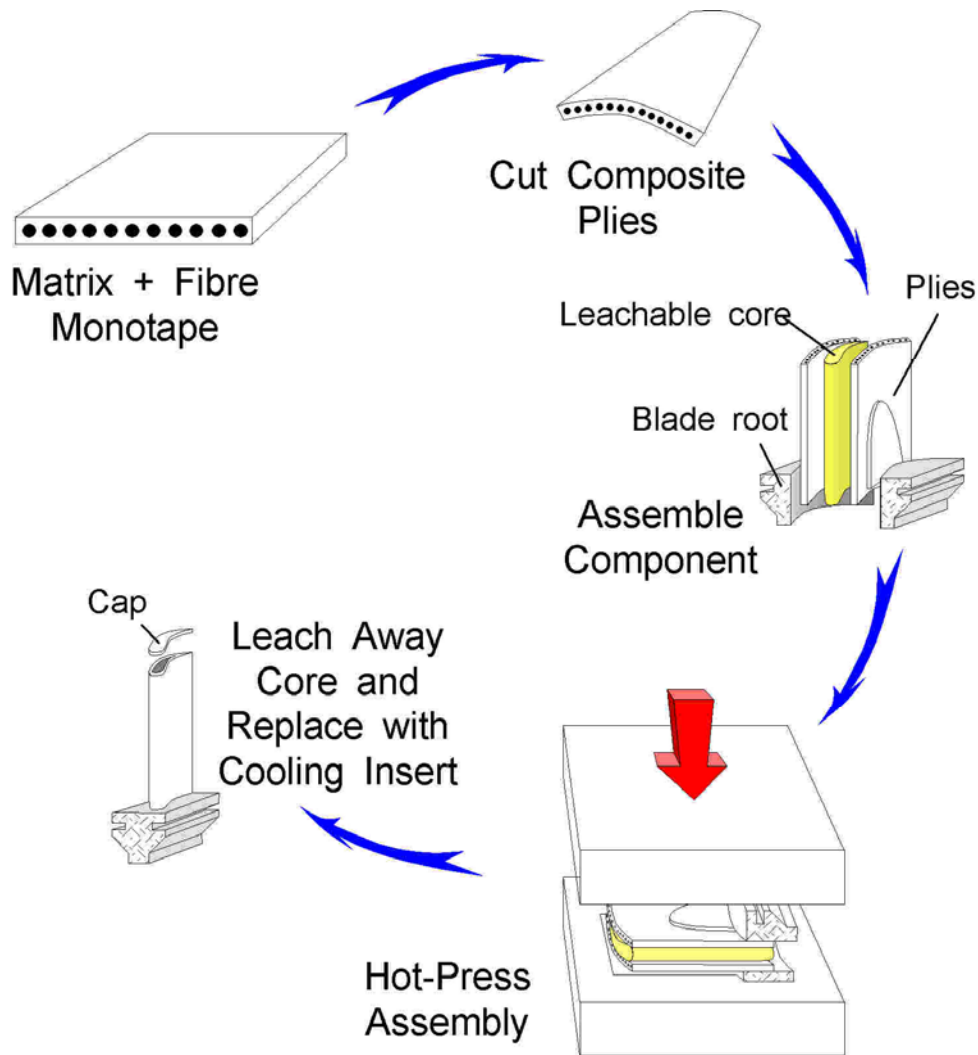 Matrix + Fibre
Monotape
Cut Composite
Plies
Leachable core
Plies
Blade root
Assemble
Component
Hot-Press
Assembly
Leach Away
Core and
Replace with
Cooling Insert
Cap